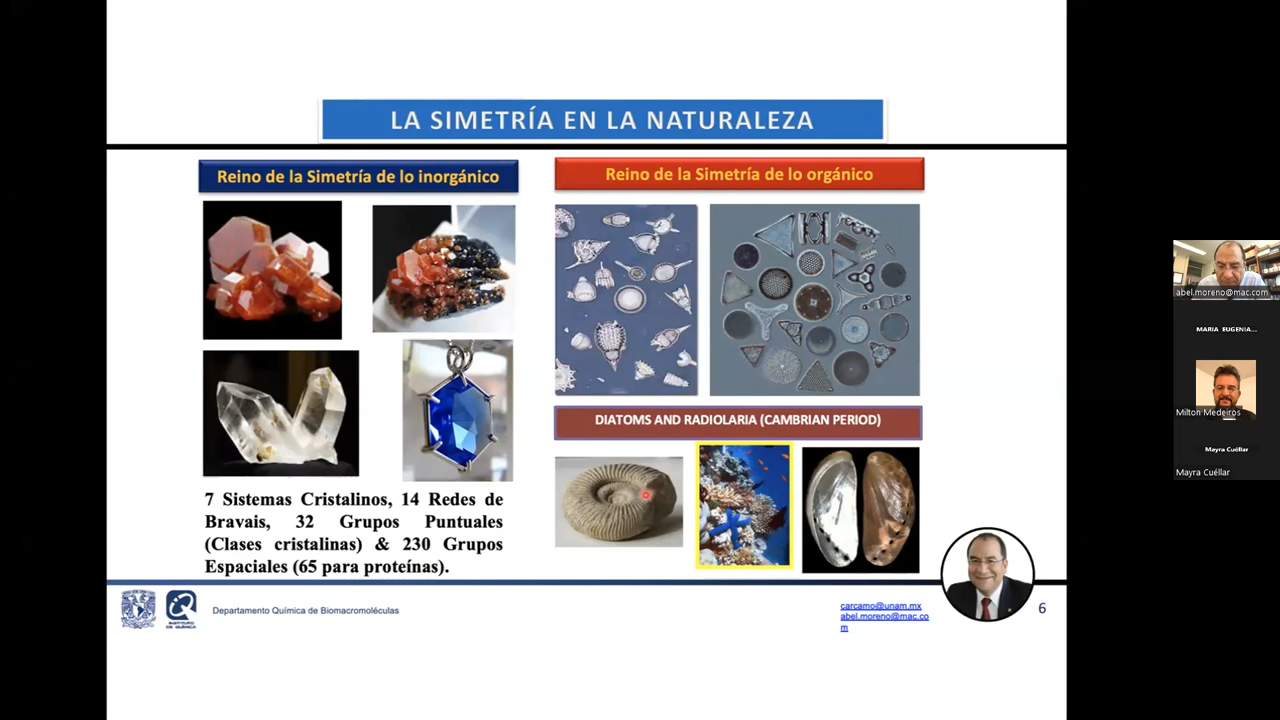 LA SIMETRÍA EN LA NATURALEZA
Reino de la Simetría de lo inorgánico
Reino de la Simetría de lo orgánico
DIATOMS AND RADIOLARIA (CAMBRIAN PERIOD)
7 Sistemas Cristalinos, 14 Redes de
Bravais, 32 Grupos Puntuales
(Clases cristalinas) & 230 Grupos
Espaciales (65 para proteínas).
INSTITUTO
DE QUÍMICA
Departamento Química de Biomacromoléculas
carcamo@unam.mx
abel.moreno@mac.co
m
6
abel.moreno@mac.com
MARIA EUGENIA...
Milton Medeiros
Mayra Cuéllar
Mayra Cuéllar